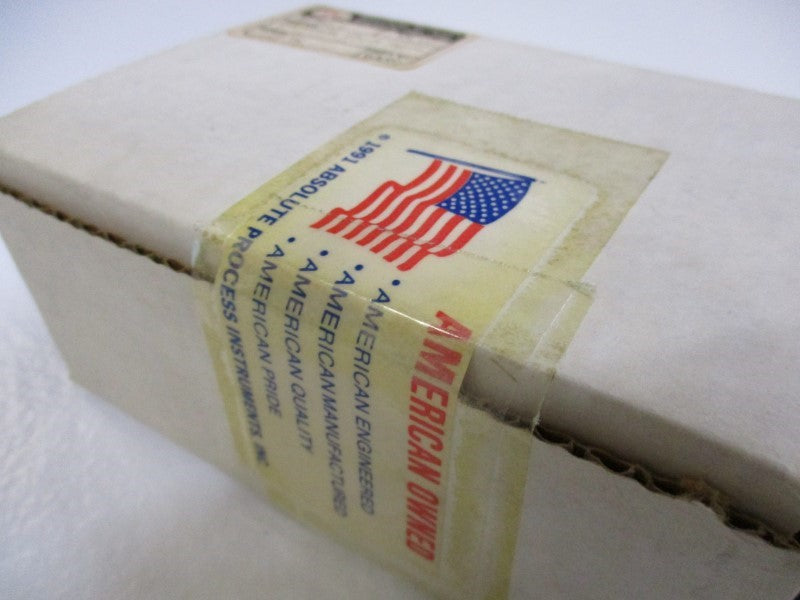 AMERICAN OWNED
• AMERICAN ENGINEERED
• AMERICAN MANUFACTURED
• AMERICAN QUALITY
• AMERICAN PRIDE
© 1991 ABSOLUTE PROCESS INSTRUMENTS, INC.